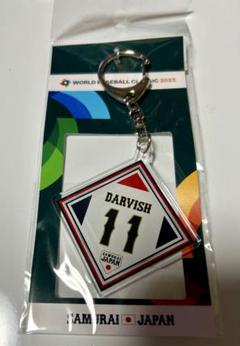 WORLD BASEBALL CLASSIC 2023
DARVISH
11
SAMURAI
JAPAN
SAMURAI JAPAN